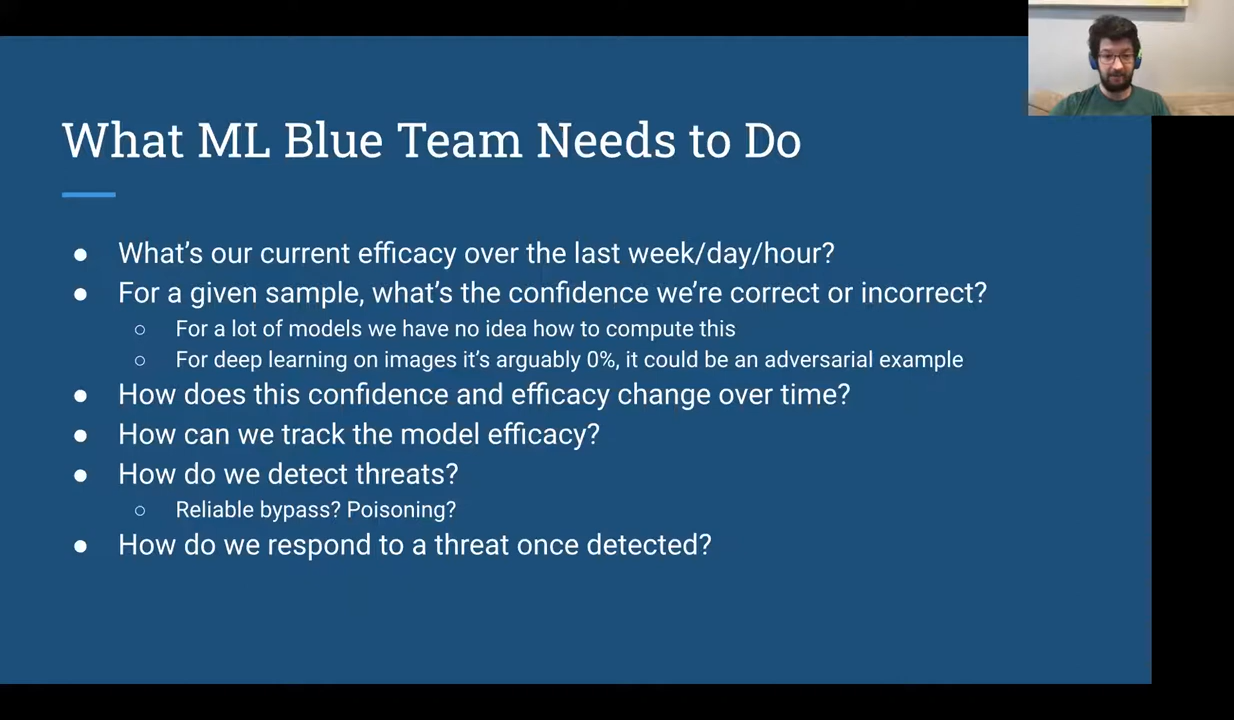 What ML Blue Team Needs to Do
● What's our current efficacy over the last week/day/hour?
● For a given sample, what's the confidence we're correct or incorrect?
○ For a lot of models we have no idea how to compute this
○ For deep learning on images it's arguably 0%, it could be an adversarial example
● How does this confidence and efficacy change over time?
● How can we track the model efficacy?
● How do we detect threats?
○ Reliable bypass? Poisoning?
● How do we respond to a threat once detected?